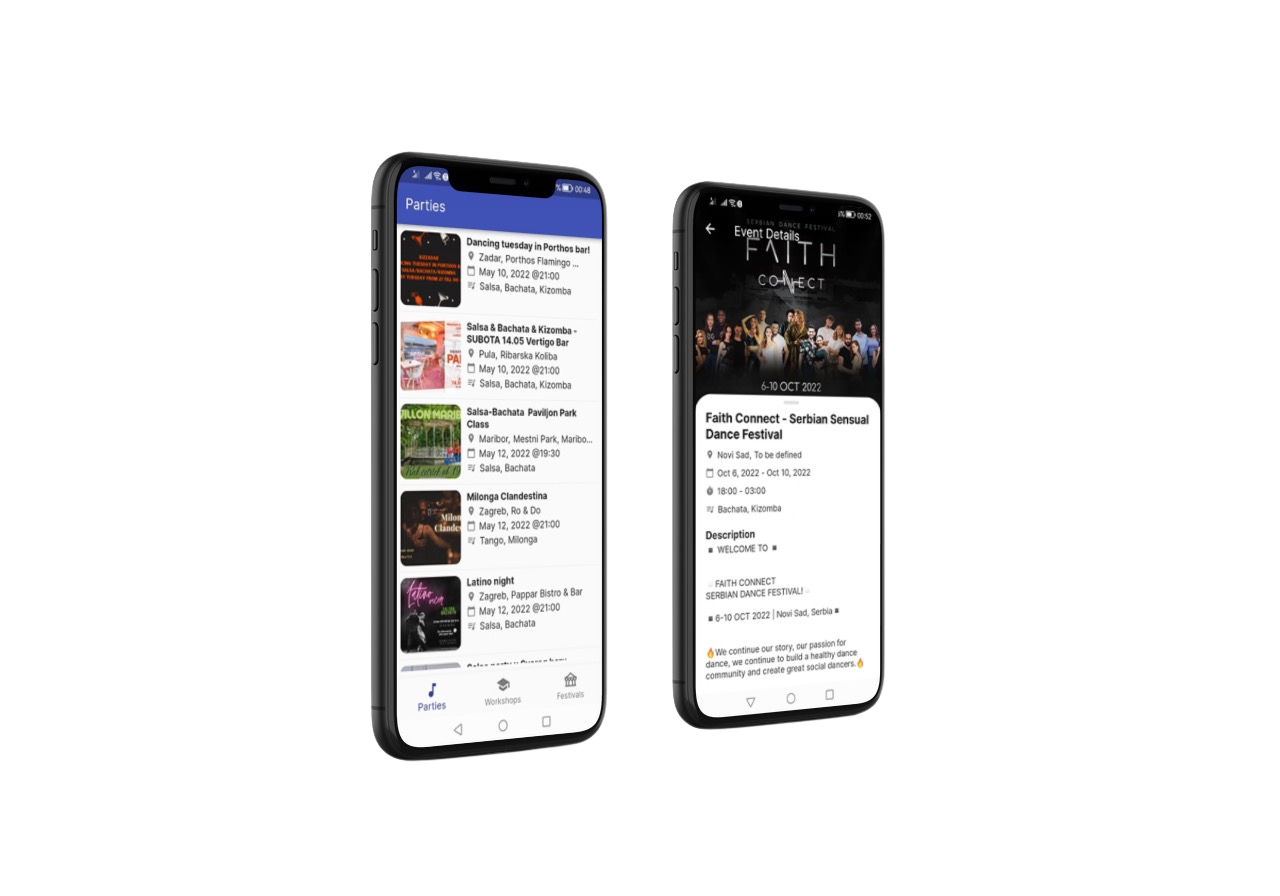 00:48
Parties
Dancing tuesday in Porthos bar!
Zadar, Porthos Flamingo ...
May 10, 2022 @21:00
Salsa, Bachata, Kizomba
Salsa & Bachata & Kizomba -
SUBOTA 14.05 Vertigo Bar
Pula, Ribarska Koliba
May 10, 2022 @21:00
Salsa, Bachata, Kizomba
Salsa-Bachata Paviljon Park
Class
Maribor, Mestni Park, Maribo...
May 12, 2022 @19:30
Salsa, Bachata
Milonga Clandestina
Zagreb, Ro & Do
May 12, 2022 @21:00
Tango, Milonga
Latino night
Zagreb, Pappar Bistro & Bar
May 12, 2022 @21:00
Salsa, Bachata
Parties
Workshops
Festivals
00:52
SERBIAN DANCE FESTIVAL
Event Details
FAITH
CONNECT
6-10 OCT 2022
Faith Connect - Serbian Sensual
Dance Festival
Novi Sad, To be defined
Oct 6, 2022 - Oct 10, 2022
18:00 - 03:00
Bachata, Kizomba
Description
▪ WELCOME TO ▪
FAITH CONNECT
SERBIAN DANCE FESTIVAL!
▪ 6-10 OCT 2022 | Novi Sad, Serbia ▪
🔥We continue our story, our passion for
dance, we continue to build a healthy dance
community and create great social dancers.🔥